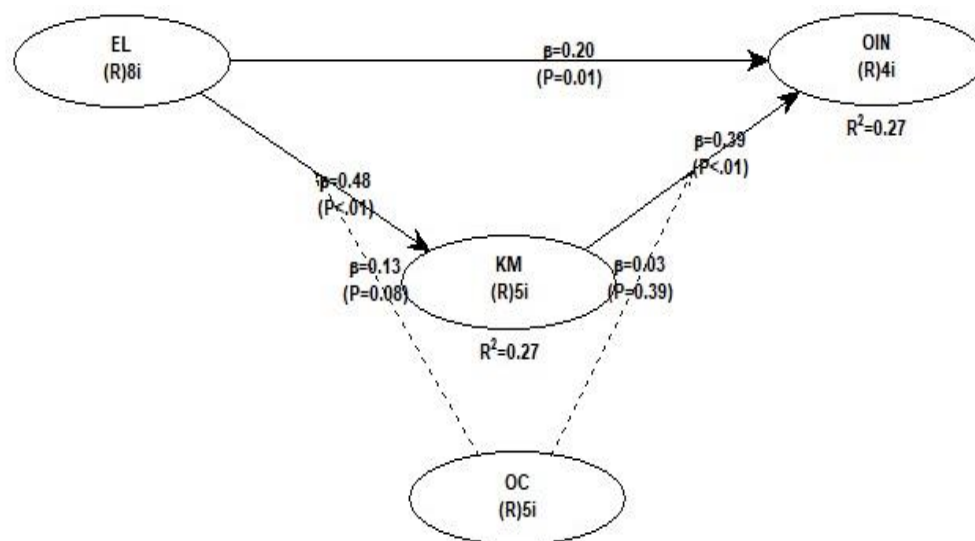 EL
(R)8i
β=0.20
(P=0.01)
OIN
(R)4i
R²=0.27
β=0.39
(P<.01)
β=0.48
(P<.01)
KM
(R)5i
R²=0.27
β=0.13
(P=0.08)
β=0.03
(P=0.39)
OC
(R)5i